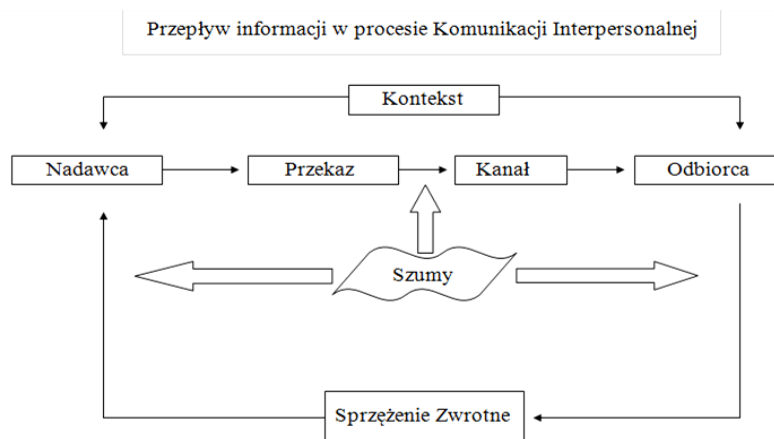 Przepływ informacji w procesie Komunikacji Interpersonalnej
Kontekst
Nadawca
Przekaz
Kanał
Odbiorca
Szumy
Sprzężenie Zwrotne